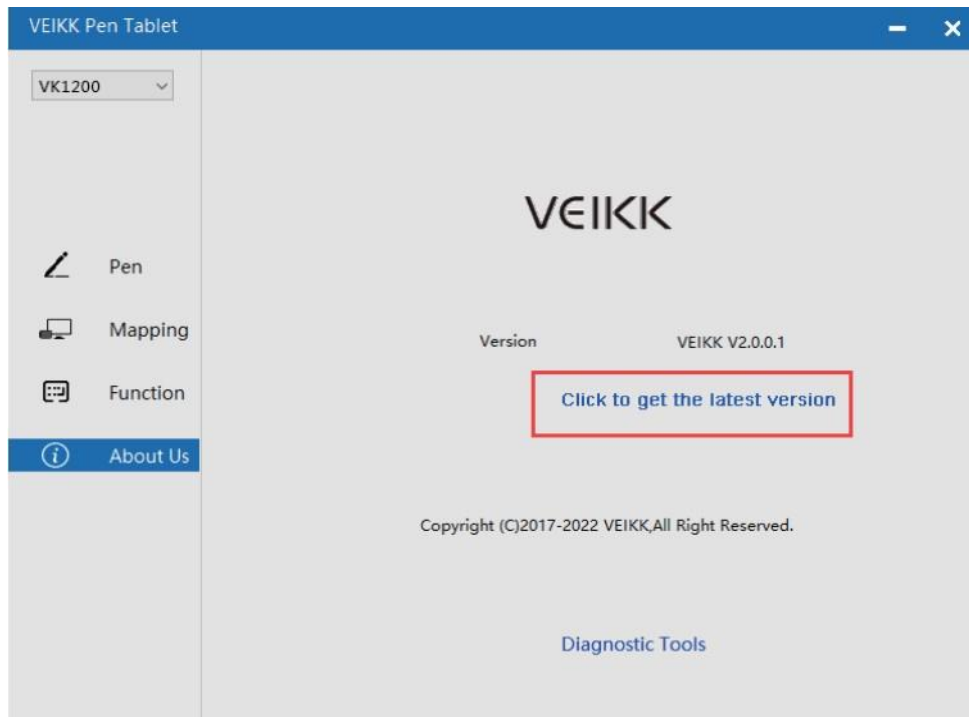 VEIKK Pen Tablet
VK1200
Pen
Mapping
Function
About Us
VEIKK
Version VEIKK V2.0.0.1
Click to get the latest version
Copyright (C)2017-2022 VEIKK,All Right Reserved.
Diagnostic Tools